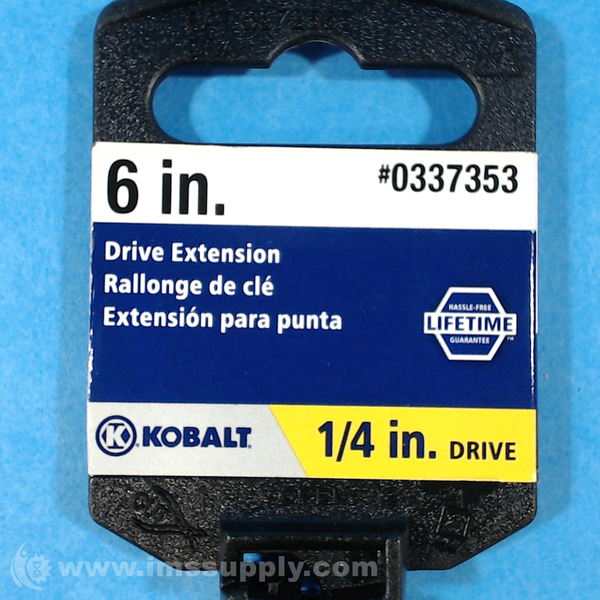 6 in.
#0337353
Drive Extension
Rallonge de clé
Extensión para punta
HASSLE-FREE
LIFETIME™
GUARANTEE
K KOBALT
1/4 in. DRIVE
www.imssupply.com